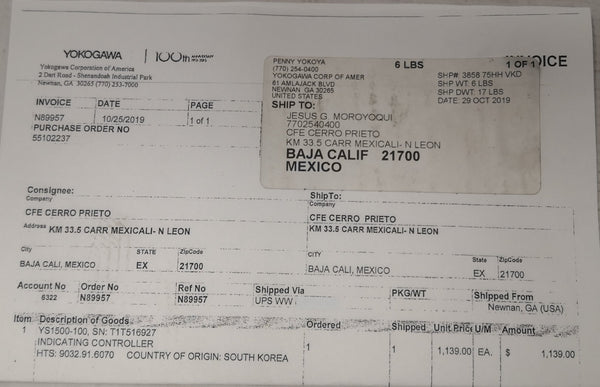 YOKOGAWA 100th ANNIVERSARY
Yokogawa Corporation of America
2 Dart Road - Shenandoah Industrial Park
Newnan, GA 30265 (770) 253-7000
INVOICE
PENNY YOKOYA
(770) 254-0400
YOKOGAWA CORP OF AMER
61 AMLAJACK BLVD
NEWNAN GA 30265
UNITED STATES
6 LBS
1 OF 1
SHP#: 3858 75HH VKD
SHP WT: 6 LBS
SHP DWT: 17 LBS
DATE: 29 OCT 2019
SHIP TO:
JESUS G. MOROYOQUI
7702540400
CFE CERRO PRIETO
KM 33.5 CARR MEXICALI- N LEON
BAJA CALIF 21700
MEXICO
INVOICE DATE PAGE
N89957 10/25/2019 1 of 1
PURCHASE ORDER NO
55102237
Consignee: ShipTo:
Company Company
CFE CERRO PRIETO CFE CERRO PRIETO
Address KM 33.5 CARR MEXICALI- N LEON KM 33.5 CARR MEXICALI- N LEON
City STATE ZipCode CITY State ZipCode
BAJA CALI, MEXICO EX 21700 BAJA CALI, MEXICO EX 21700
Account No Order No Ref No Shipped Via PKG/WT Shipped From
6322 N89957 N89957 UPS WW Newnan, GA (USA)
Item Description of Goods Ordered Shipped Unit Price U/M Amount
1 YS1500-100, SN: T1T516927 1 1 1,139.00 EA. $ 1,139.00
INDICATING CONTROLLER
HTS: 9032.91.6070 COUNTRY OF ORIGIN: SOUTH KOREA